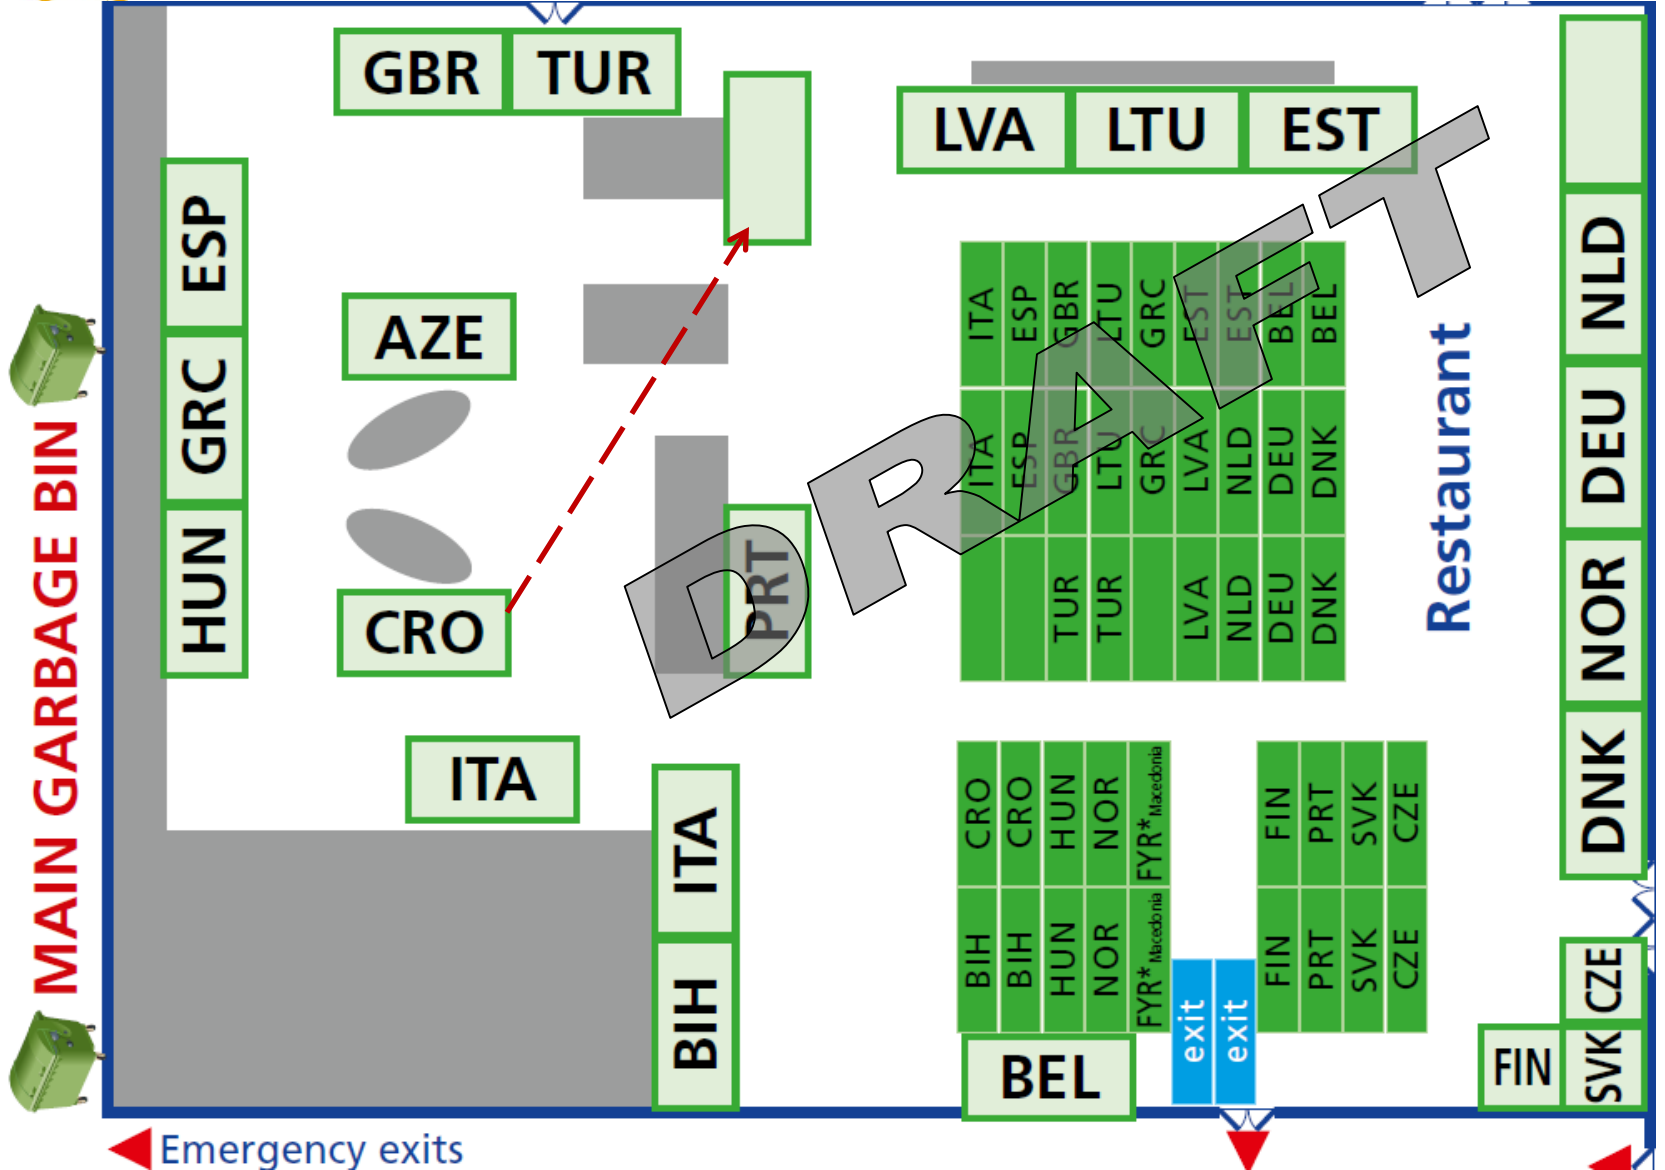 GBR TUR
LVA LTU EST
ESP
GRC
HUN
AZE
CRO
PRT
ITA
ITA
BIH
MAIN GARBAGE BIN
DRAFT
ITA ESP GBR LTU GRC EST EST BEL BEL
ITA ESP GBR LTU GRC LVA NLD DEU DNK
TUR TUR LVA NLD DEU DNK
Restaurant
NLD
DEU
NOR
DNK
CRO CRO HUN NOR FYR*Macedonia
BIH BIH HUN NOR FYR*Macedonia
exit exit
FIN PRT SVK CZE
FIN PRT SVK CZE
BEL
CZE
FIN SVK
Emergency exits